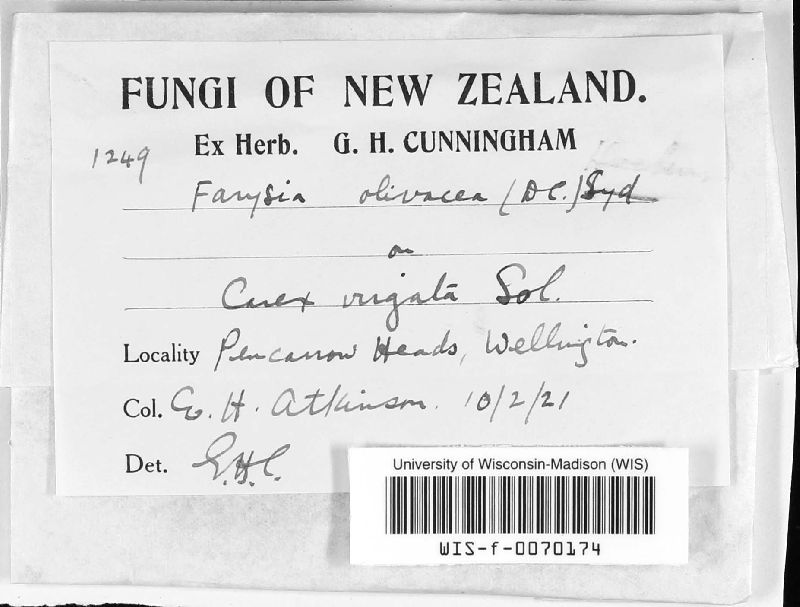 FUNGI OF NEW ZEALAND.
1249 Ex Herb. G. H. CUNNINGHAM
Farysia olivacea (DC.) Syd
on
Carex virgata Sol.
Locality Pencarrow Heads, Wellington.
Col. E. H. Atkinson. 10/2/21
Det. G.H.C.
University of Wisconsin-Madison (WIS)
WIS-f-0070174